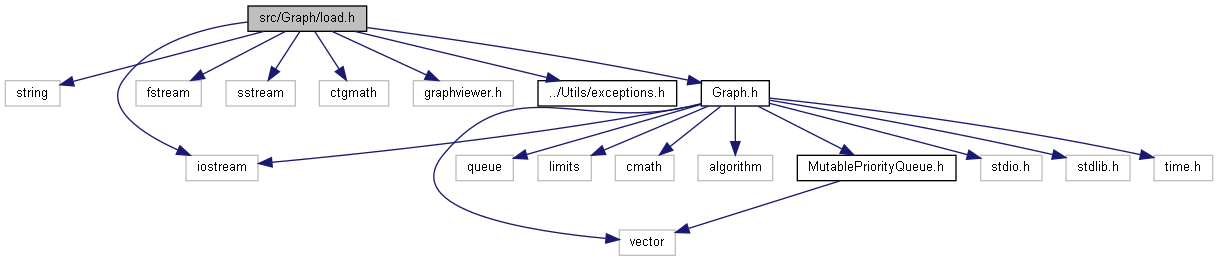 src/Graph/load.h
string
fstream
sstream
ctgmath
graphviewer.h
../Utils/exceptions.h
Graph.h
iostream
queue
limits
cmath
algorithm
MutablePriorityQueue.h
stdio.h
stdlib.h
time.h
vector